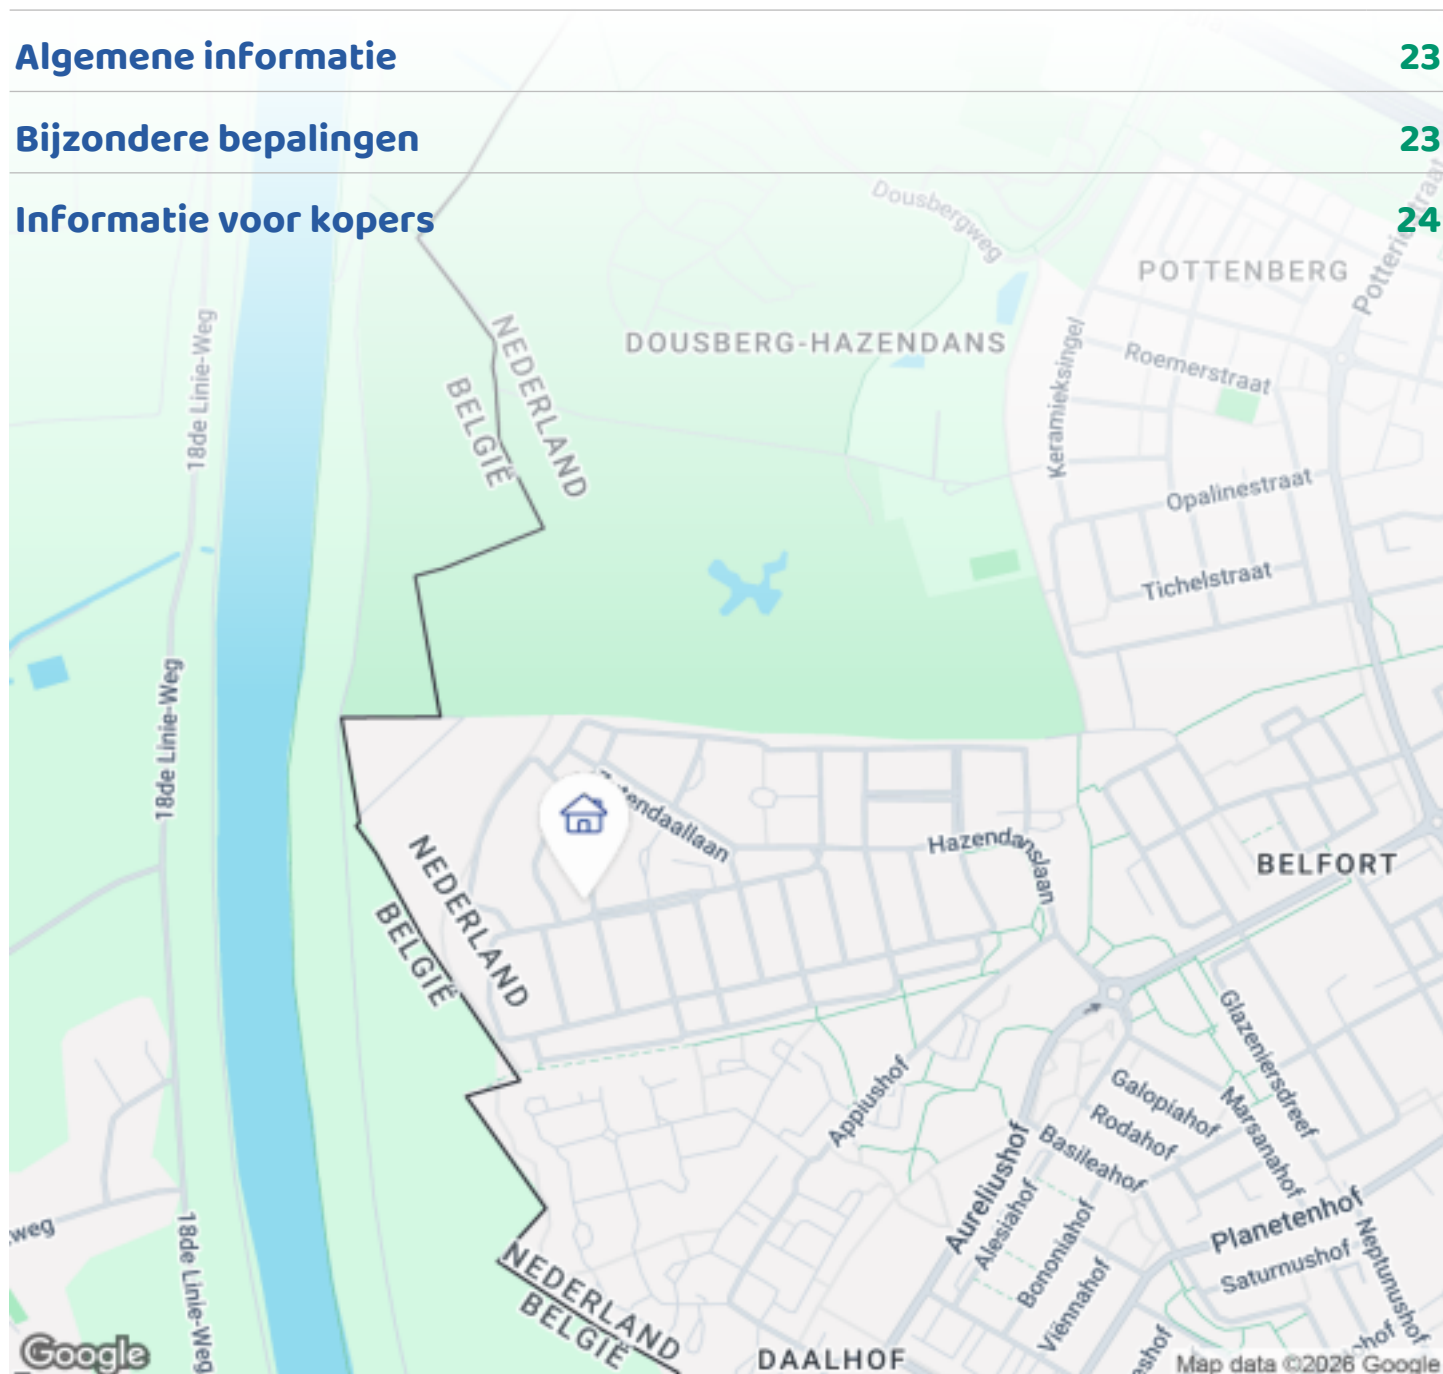 Algemene informatie 23
Bijzondere bepalingen 23
Informatie voor kopers 24
Dousbergweg
POTTENBERG
DOUSBERG-HAZENDANS
Keramieksingel
Roemerstraat
Opalinestraat
Tichelstraat
NEDERLAND
BELGIË
18de Linie-Weg
18de Linie-Weg
Hazendanslaan
BELFORT
NEDERLAND
BELGIË
Glazeniersdreef
Appiushof
Galopiahof
Rodahof
Marsanahof
Basileahof
Aureliushof
Alesiahof
Bononiahof
Viënnahof
Planetenhof
Saturnushof
Neptunushof
18de Linie-Weg
NEDERLAND
BELGIË
DAALHOF
Google
Map data ©2026 Google